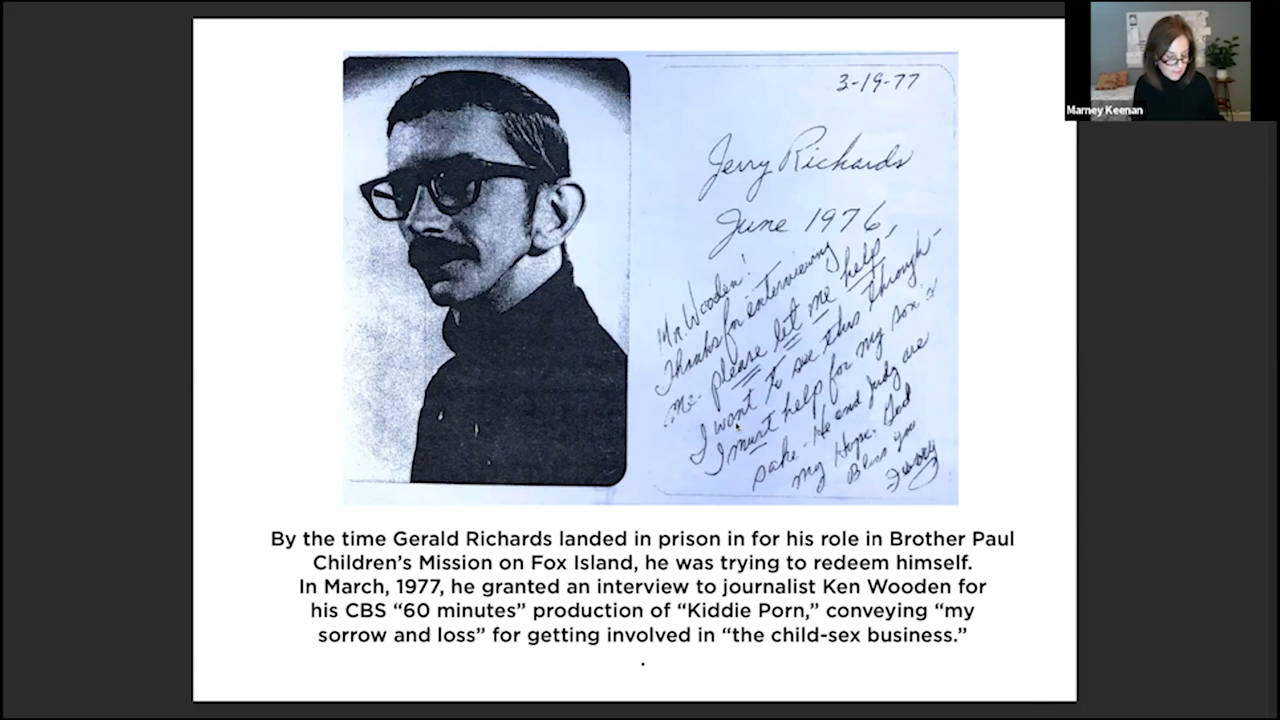 3-19-77
Jerry Richards
June 1976
Mr. Wooden!
Thanks for interviewing
me. please let me help-
I want to see this through-
I must help for my son's
sake. He and Judy are
my Hope. God
Bless you
Jerry
Marney Keenan
By the time Gerald Richards landed in prison in for his role in Brother Paul
Children's Mission on Fox Island, he was trying to redeem himself.
In March, 1977, he granted an interview to journalist Ken Wooden for
his CBS “60 minutes” production of “Kiddie Porn,” conveying “my
sorrow and loss” for getting involved in “the child-sex business.”
.